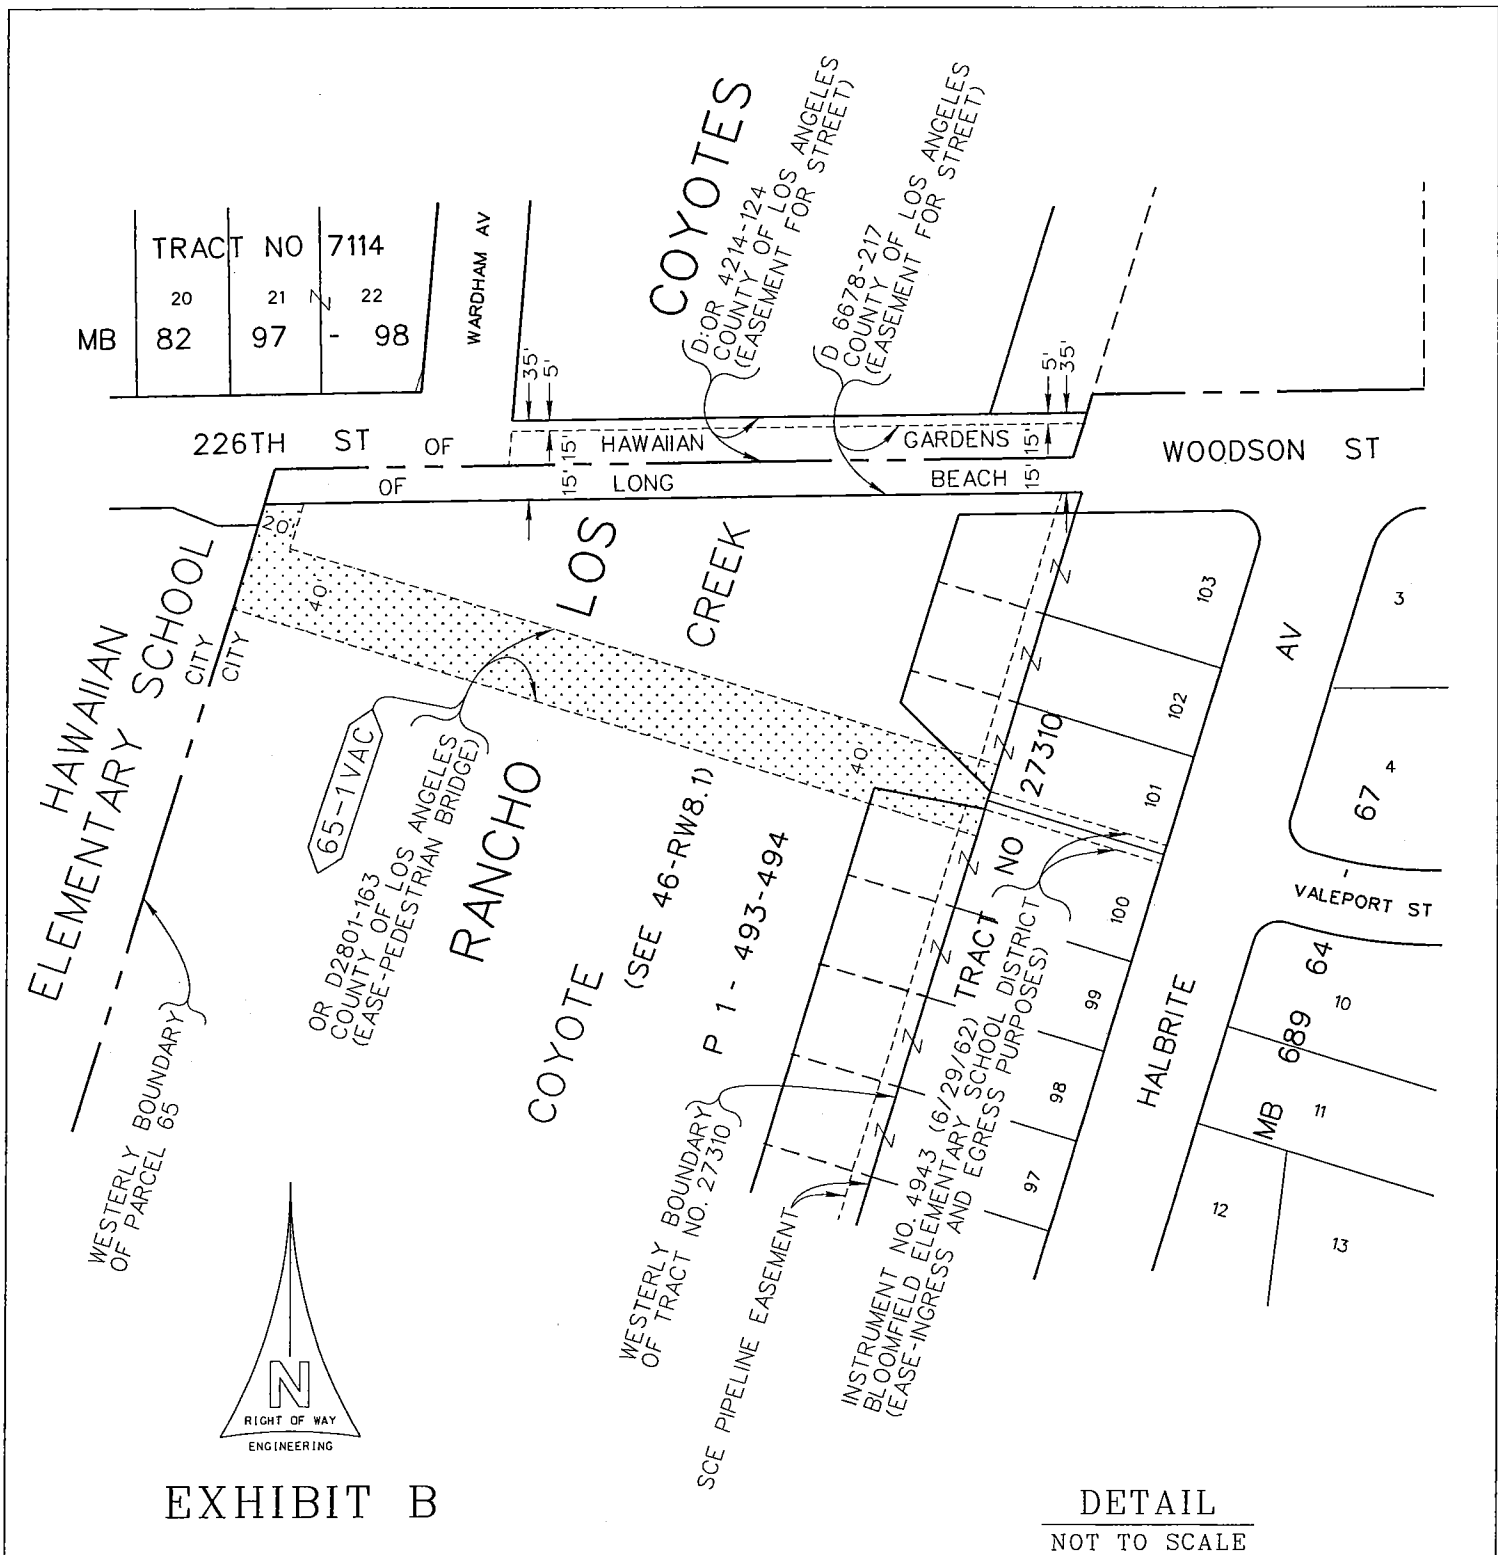 COYOTES
D:OR 4214-124
COUNTY OF LOS ANGELES
(EASEMENT FOR STREET)
D 6678-217
COUNTY OF LOS ANGELES
(EASEMENT FOR STREET)
TRACT NO 7114
20 21 22
MB 82 97 - 98
WARDHAM AV
35'
5'
5'
35'
226TH ST OF HAWAIIAN GARDENS
WOODSON ST
15' 15'
15' 15'
OF LONG BEACH
20'
40'
40'
LOS
CREEK
HAWAIIAN
ELEMENTARY SCHOOL
CITY
CITY
65-1VAC
OR D2801-163
COUNTY OF LOS ANGELES
(EASE-PEDESTRIAN BRIDGE)
RANCHO
COYOTE
(SEE 46-RW8.1)
P 1 - 493-494
TRACT NO 27310
103
102
101
100
99
98
97
HALBRITE AV
3
4
67
VALEPORT ST
64
10
MB 689
11
12
13
WESTERLY BOUNDARY
OF PARCEL 65
WESTERLY BOUNDARY
OF TRACT NO. 27310
SCE PIPELINE EASEMENT
INSTRUMENT NO. 4943 (6/29/62)
BLOOMFIELD ELEMENTARY SCHOOL DISTRICT
(EASE-INGRESS AND EGRESS PURPOSES)
N
RIGHT OF WAY
ENGINEERING
EXHIBIT B
DETAIL
NOT TO SCALE